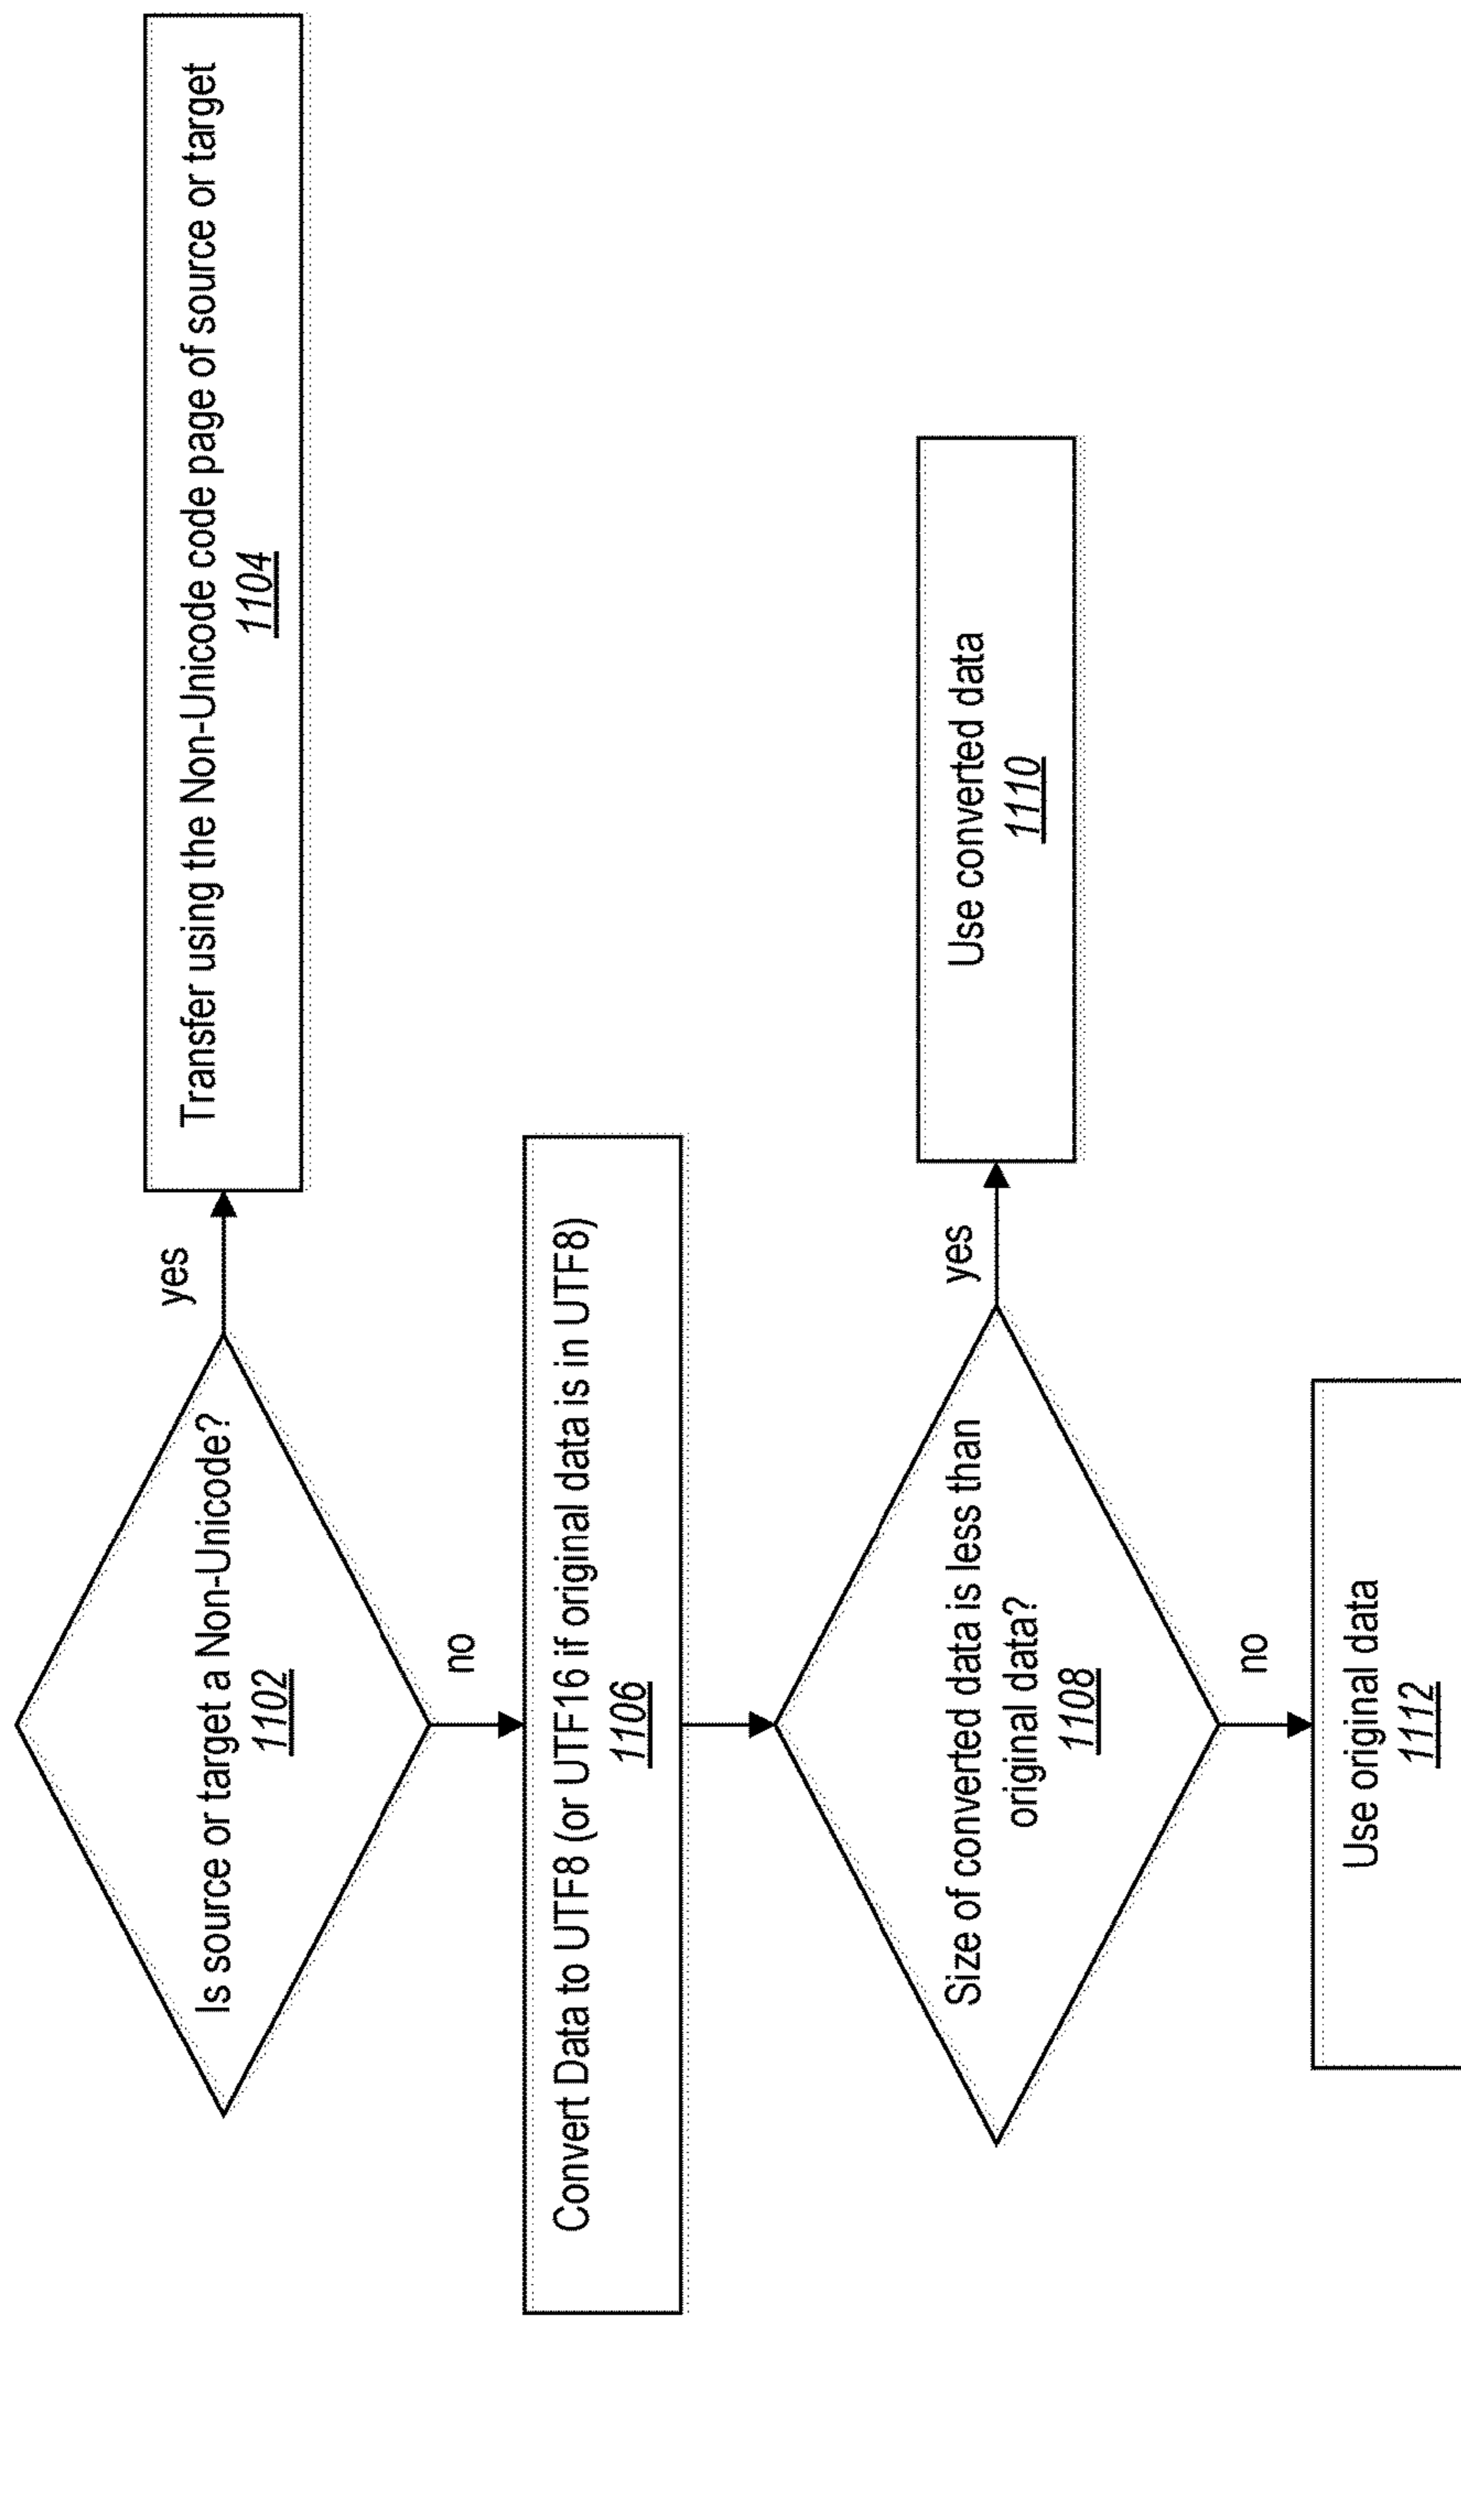 Is source or target a Non-Unicode?
1102
yes
Transfer using the Non-Unicode code page of source or target
1104
no
Convert Data to UTF8 (or UTF16 if original data is in UTF8)
1106
Size of converted data is less than
original data?
1108
yes
Use converted data
1110
no
Use original data
1112